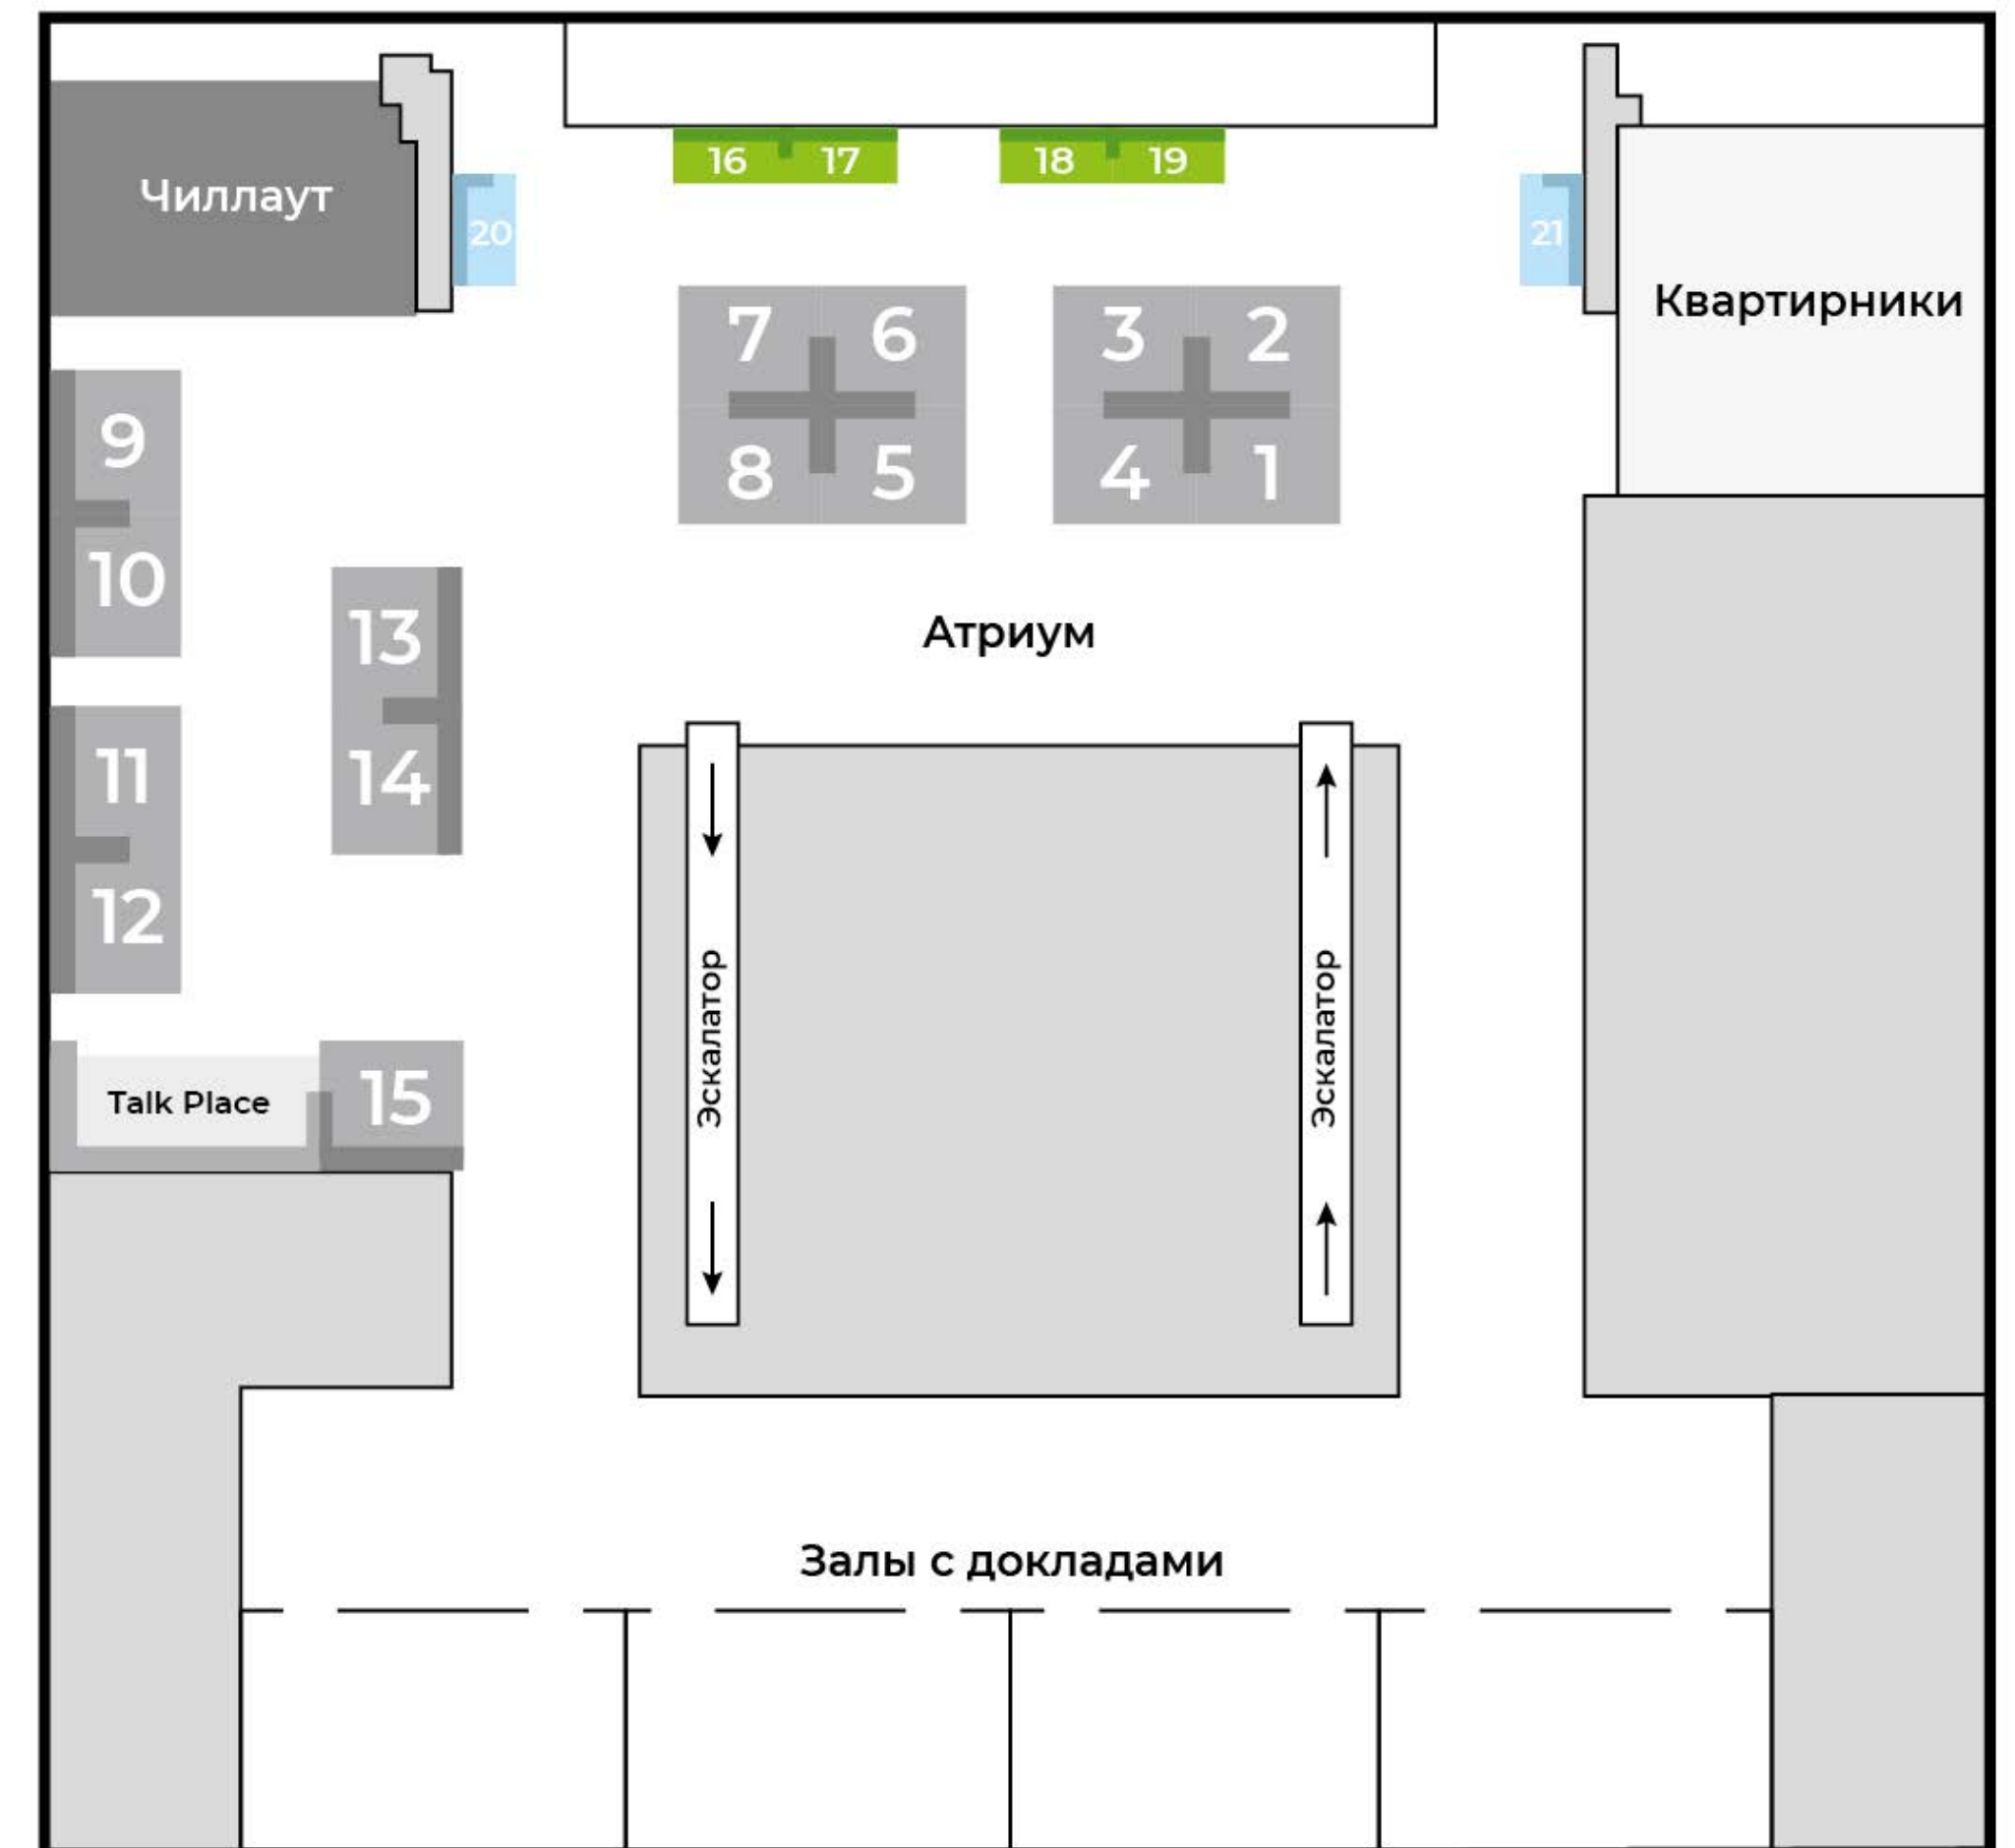 16 17 18 19
Чиллаут
20
21
Квартирники
7 6 3 2
8 5 4 1
9
10
13
14
Атриум
11
12
Эскалатор
Эскалатор
Talk Place
15
Залы с докладами